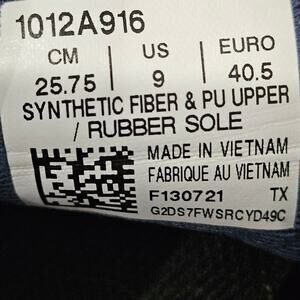 1012A916
CM US EURO
25.75 9 40.5
SYNTHETIC FIBER & PU UPPER
/ RUBBER SOLE
MADE IN VIETNAM
FABRIQUE AU VIETNAM
F130721 TX
G2DS7FWSRCYD49C